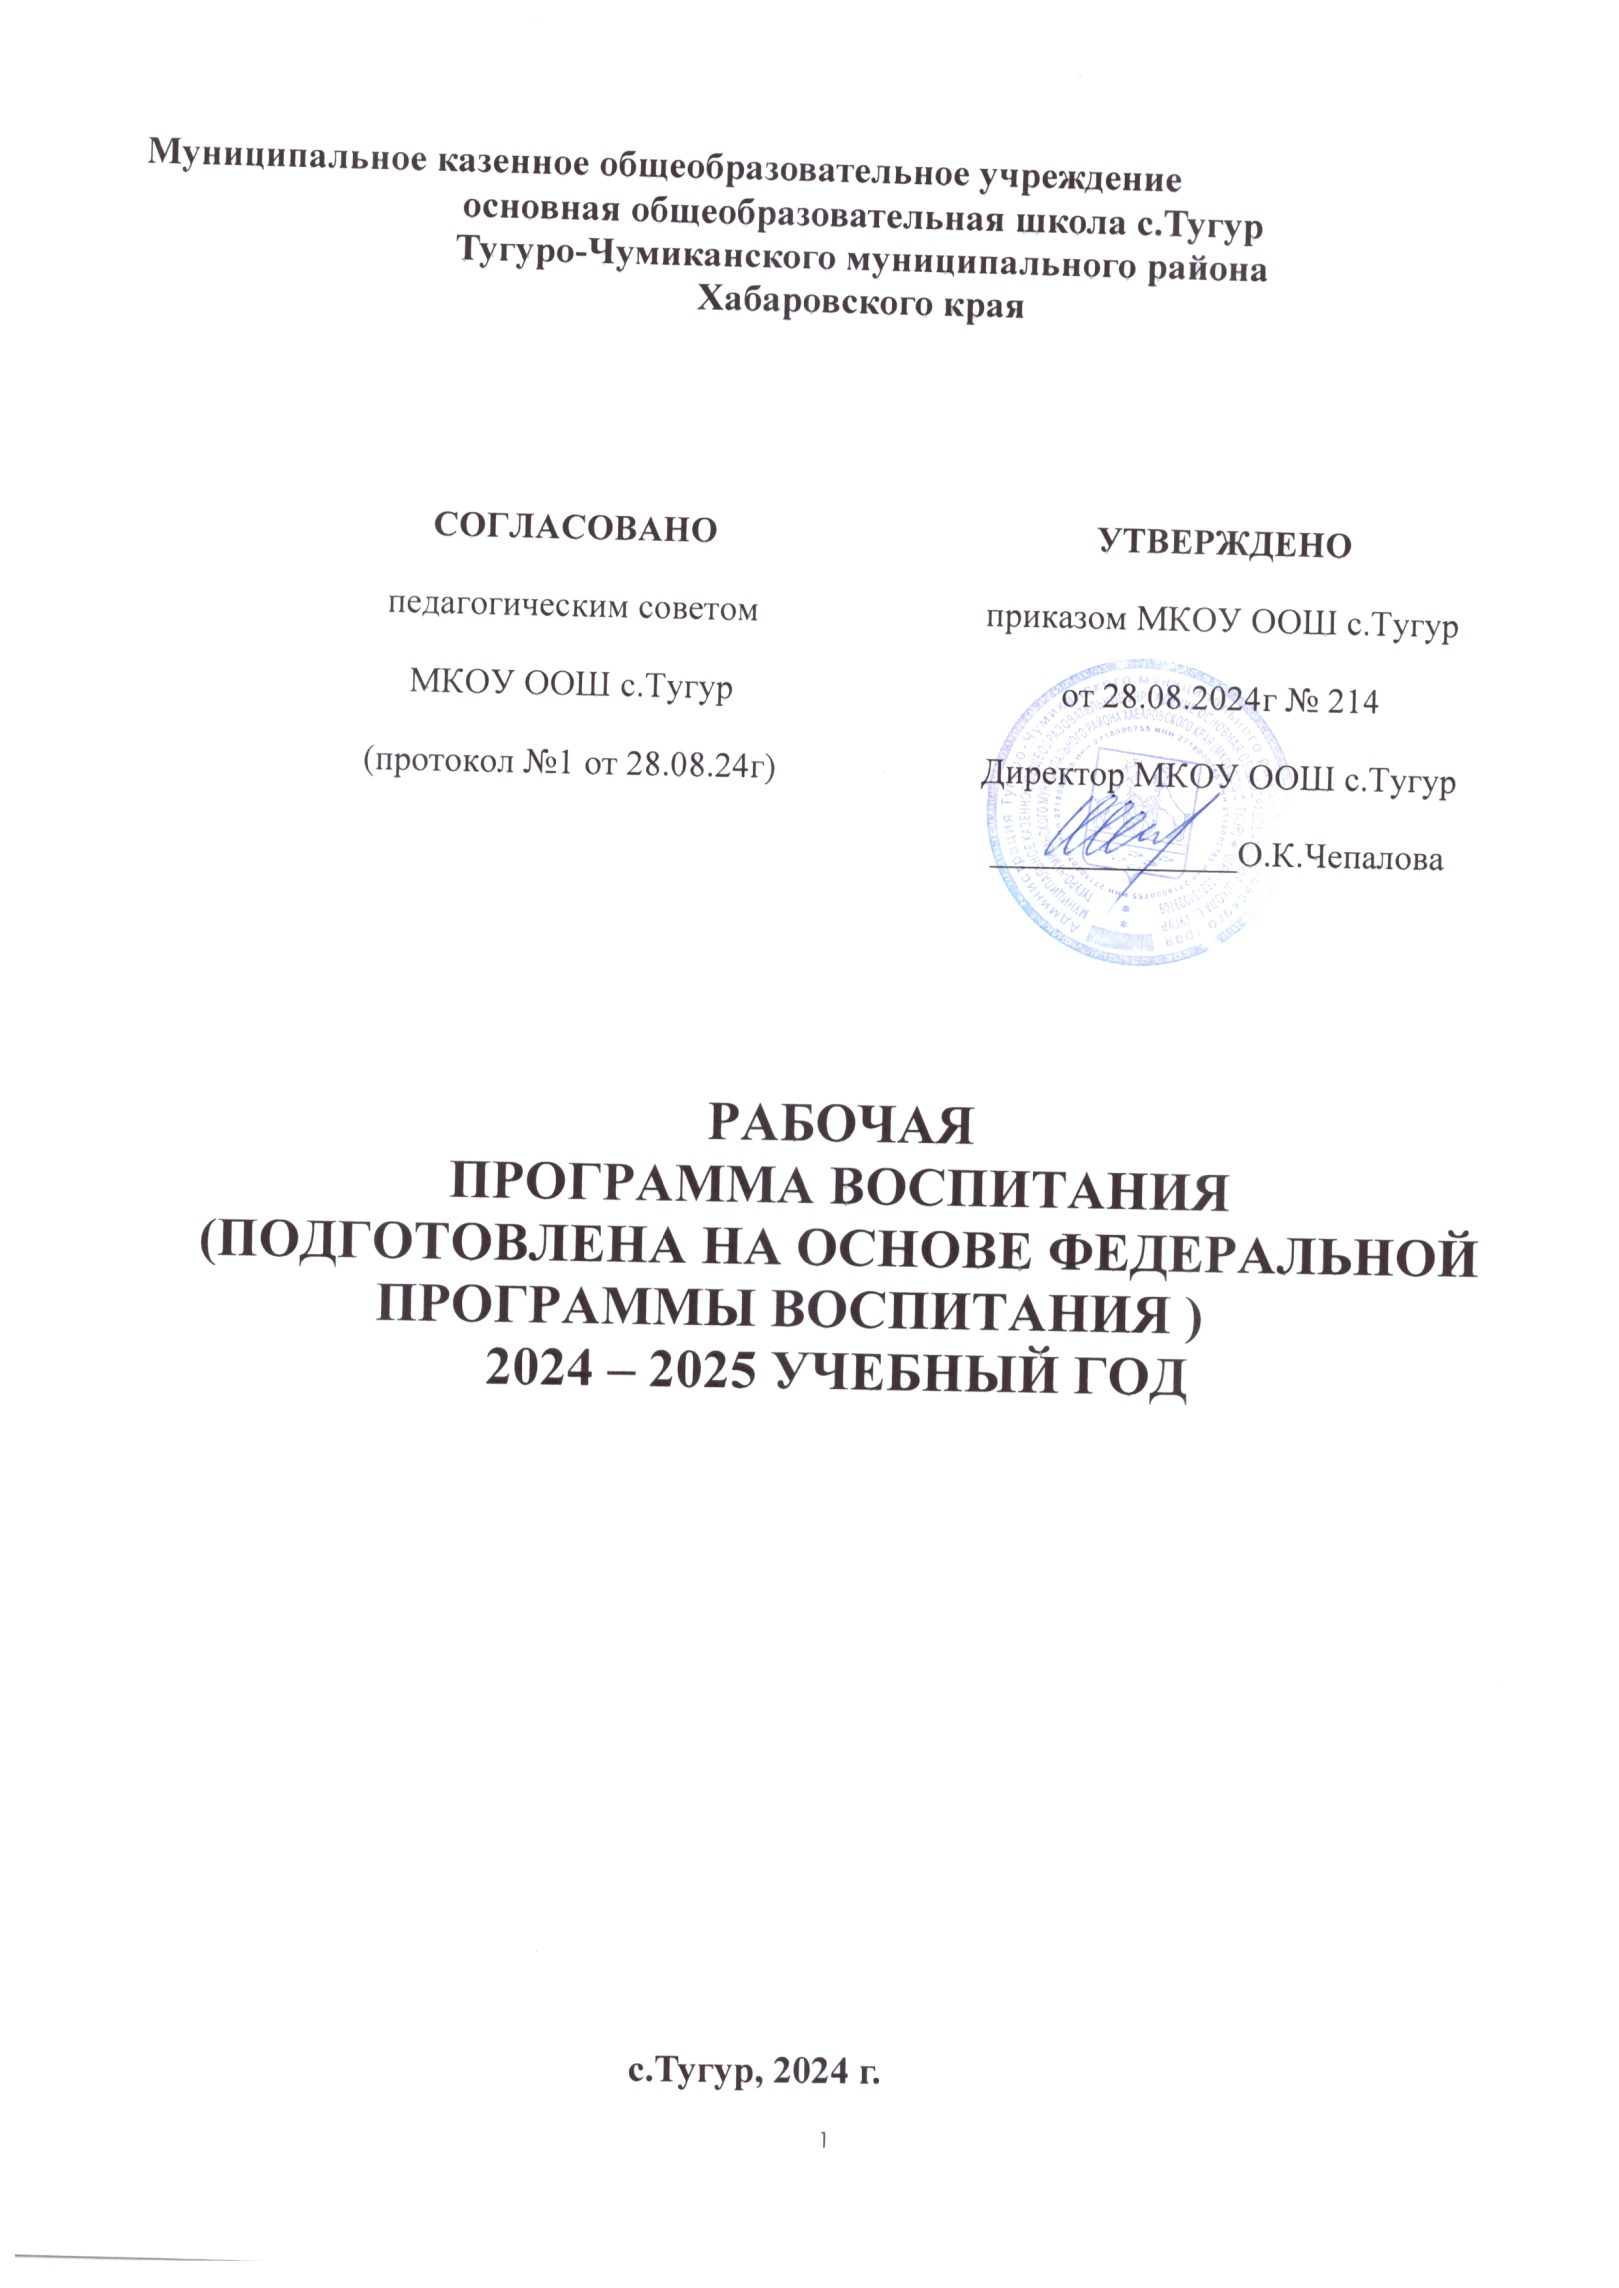 Муниципальное казенное общеобразовательное учреждение
основная общеобразовательная школа с.Тугур
Тугуро-Чумиканского муниципального района
Хабаровского края
СОГЛАСОВАНО
педагогическим советом
МКОУ ООШ с.Тугур
(протокол №1 от 28.08.24г)
УТВЕРЖДЕНО
приказом МКОУ ООШ с.Тугур
от 28.08.2024г № 214
Директор МКОУ ООШ с.Тугур
О.К.Чепалова
РАБОЧАЯ
ПРОГРАММА ВОСПИТАНИЯ
(ПОДГОТОВЛЕНА НА ОСНОВЕ ФЕДЕРАЛЬНОЙ
ПРОГРАММЫ ВОСПИТАНИЯ )
2024 – 2025 УЧЕБНЫЙ ГОД
с.Тугур, 2024 г.
1